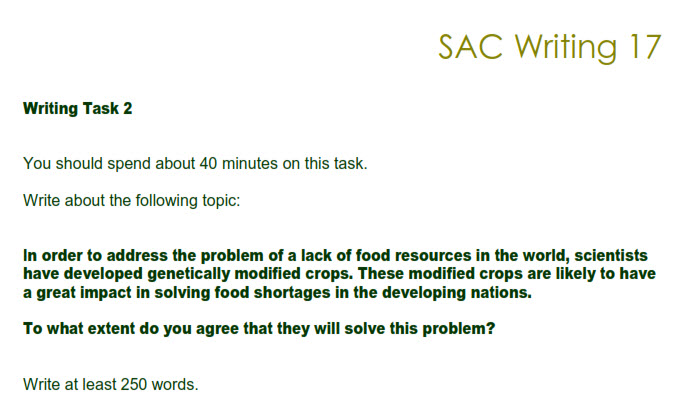 SAC Writing 17
Writing Task 2
You should spend about 40 minutes on this task.
Write about the following topic:
In order to address the problem of a lack of food resources in the world, scientists
have developed genetically modified crops. These modified crops are likely to have
a great impact in solving food shortages in the developing nations.
To what extent do you agree that they will solve this problem?
Write at least 250 words.